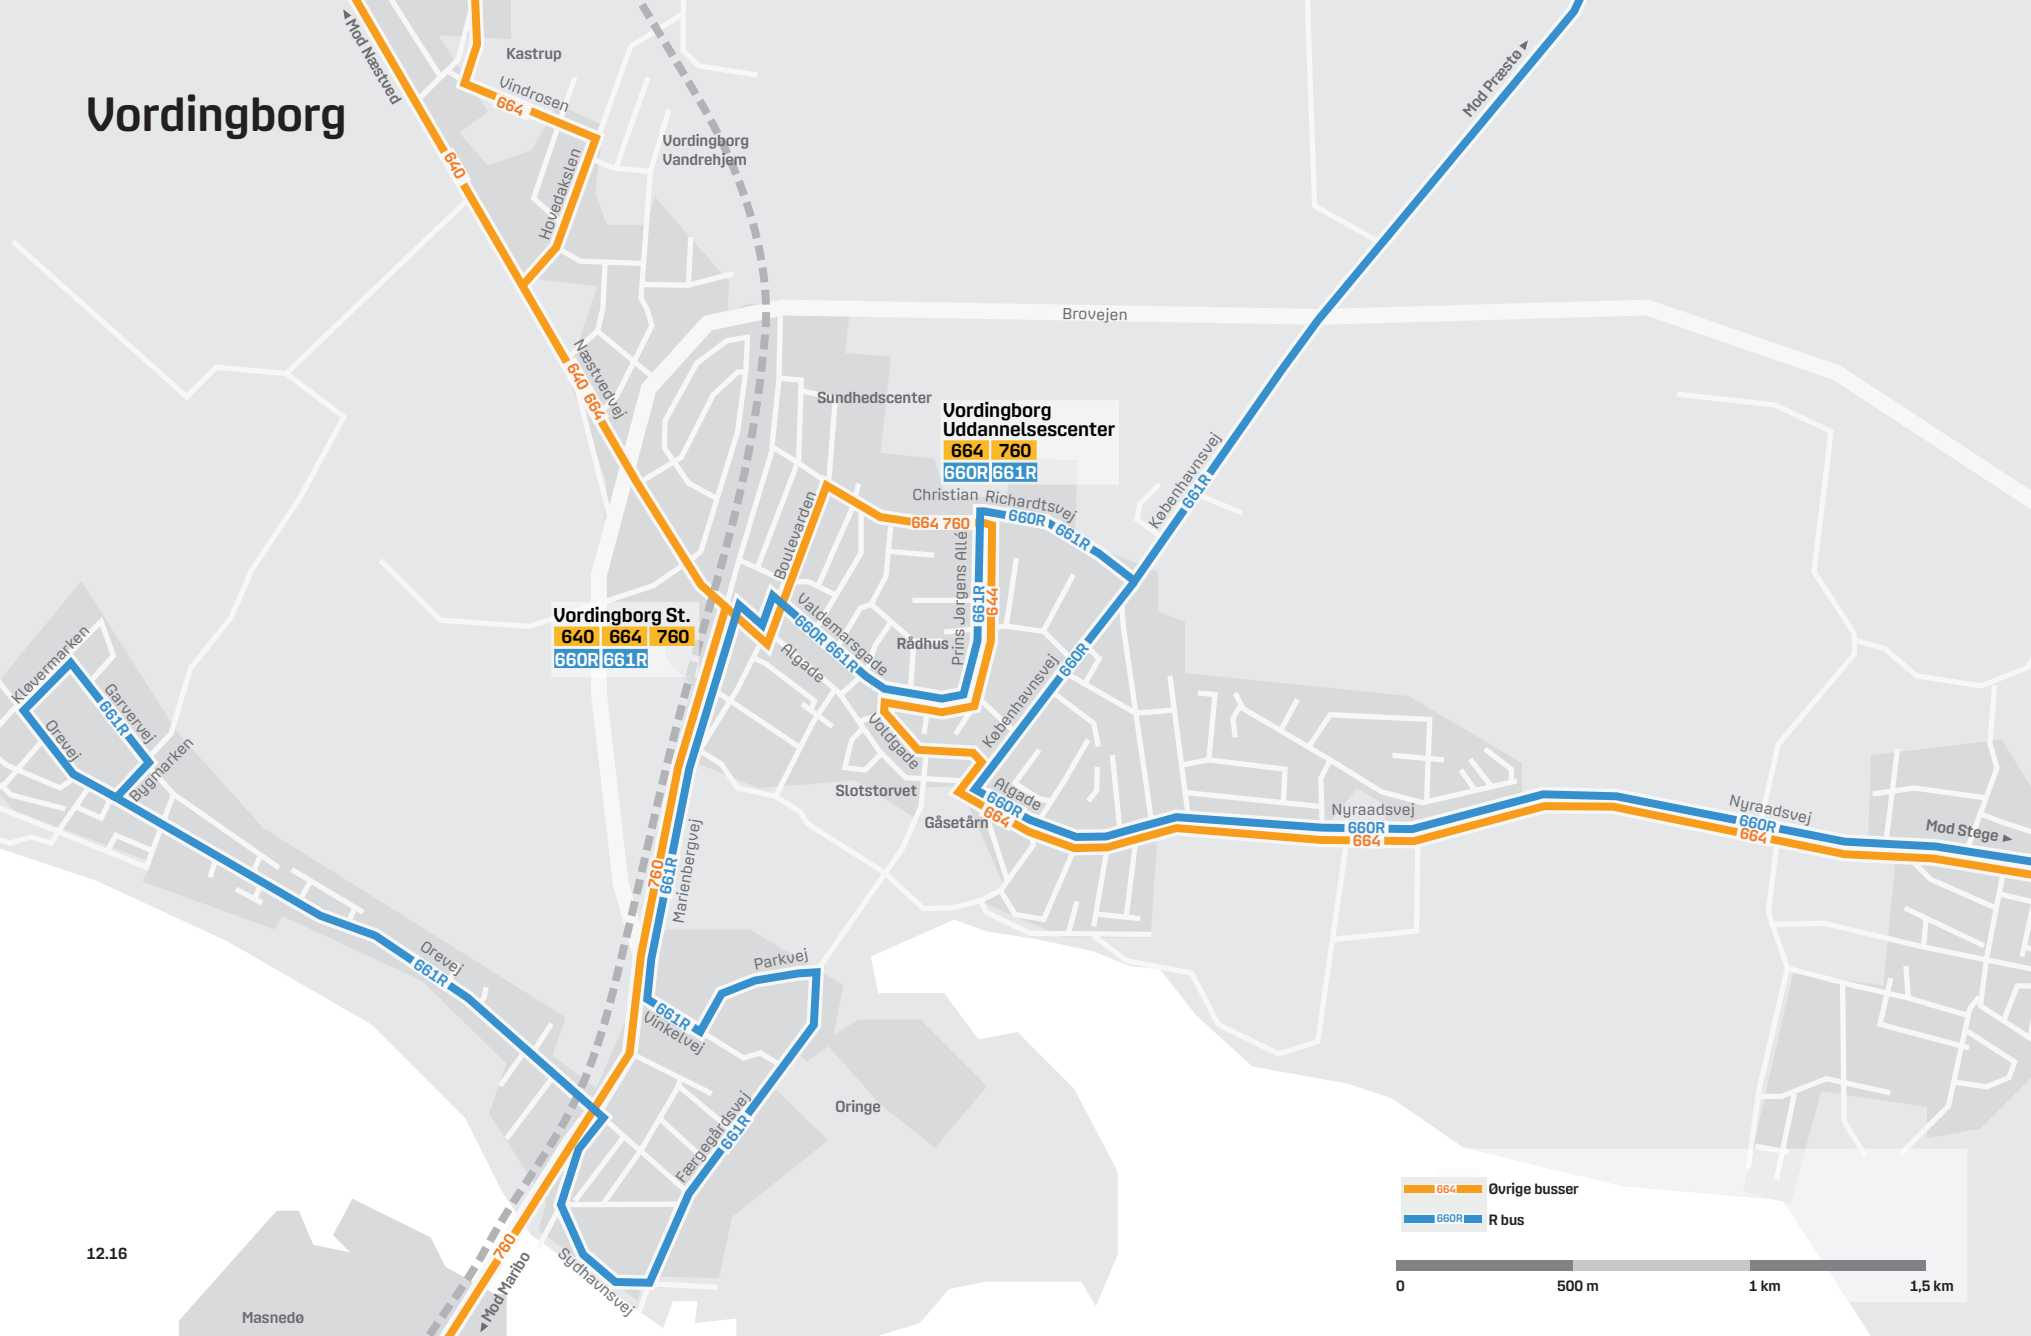 Vordingborg
Mod Næstved
Kastrup
Vindrosen
664
640
Hovedakslen
Vordingborg
Vandrehjem
Mod Præstø
Brovejen
Næstvedvej
640 664
Sundhedscenter
Vordingborg
Uddannelsescenter
664 760
660R 661R
Christian Richardtsvej
664 760
660R 661R
Københavnsvej
661R
Boulevarden
Prins Jørgens Allé
661R
644
Vordingborg St.
640 664 760
660R 661R
Valdemarsgade
660R 661R
Algade
Rådhus
Københavnsvej
660R
Voldgade
Slotstorvet
Gåsetårn
Algade
660R
664
Nyraadsvej
660R
664
Nyraadsvej
660R
664
Mod Stege
Kløvermarken
Garvervej
661R
Orevej
Bygmarken
760
661R
Marienbergvej
Orevej
661R
Parkvej
661R
Vinkelvej
Færgegårdsvej
661R
Oringe
760
Mod Maribo
Sydhavnsvej
Masnedø
12.16
664 Øvrige busser
660R R bus
0 500 m 1 km 1,5 km